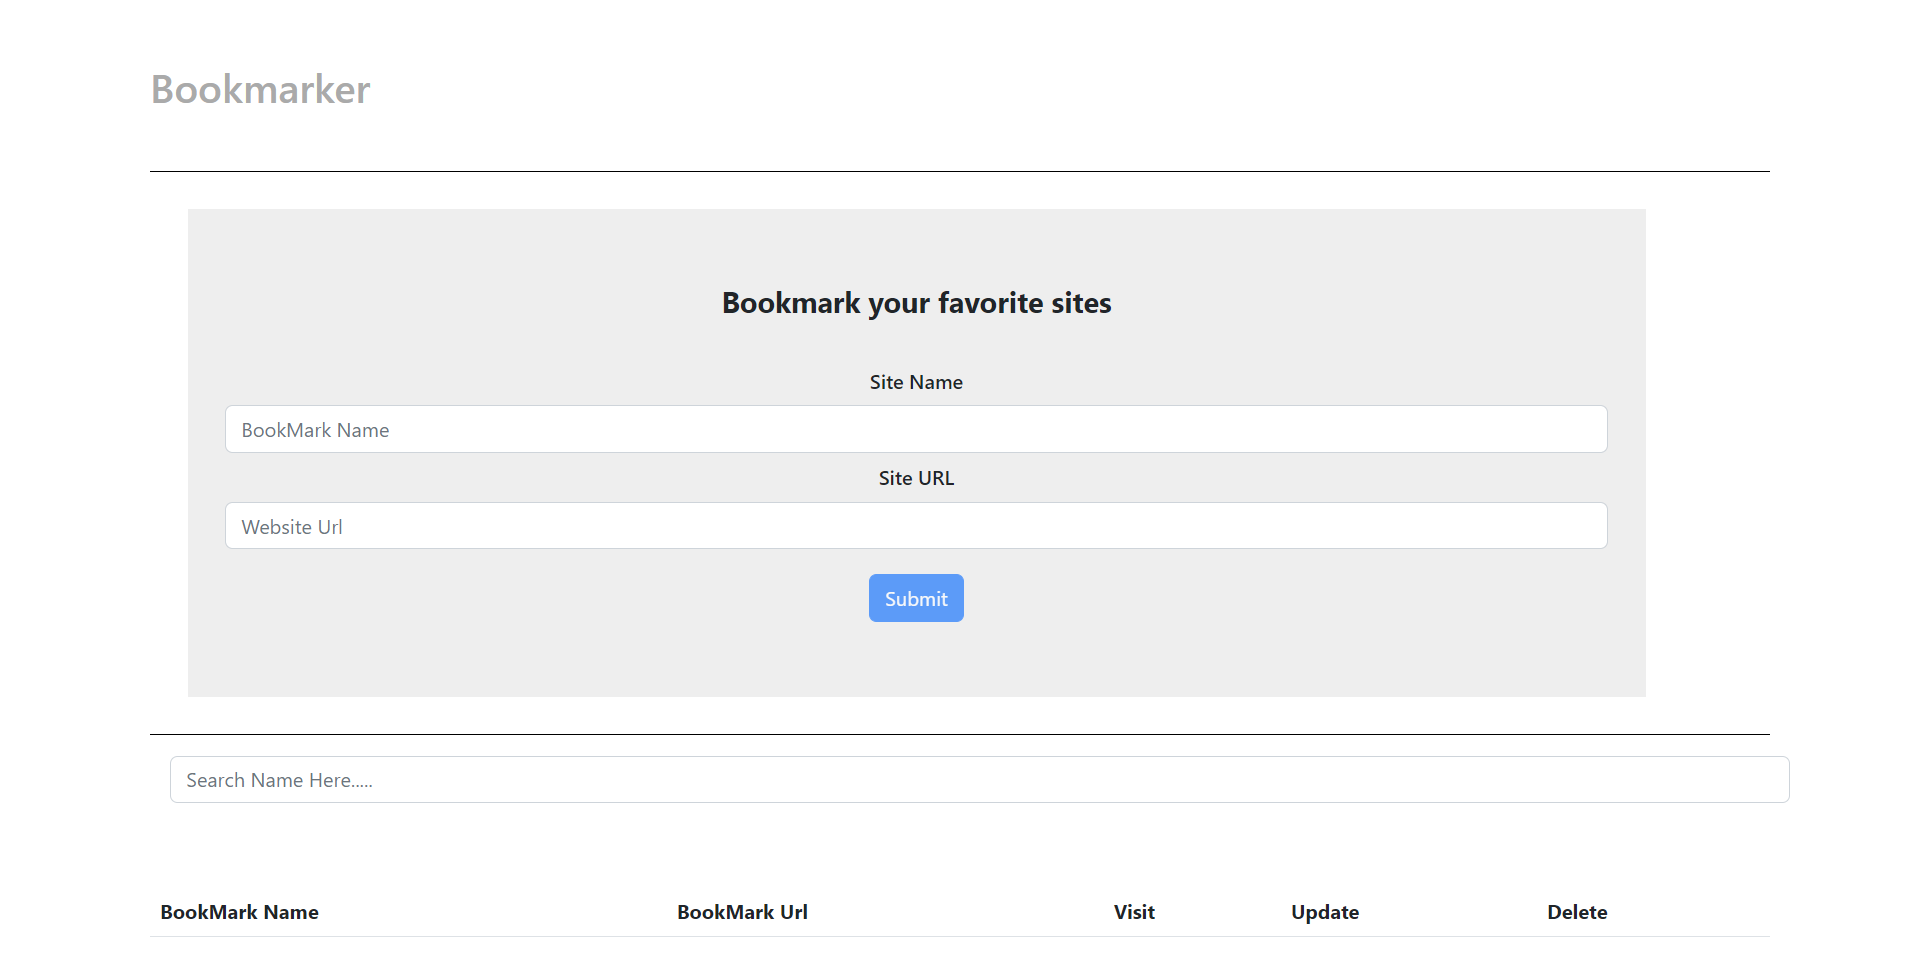 Bookmarker
Bookmark your favorite sites
Site Name
BookMark Name
Site URL
Website Url
Submit
Search Name Here.....
BookMark Name BookMark Url Visit Update Delete